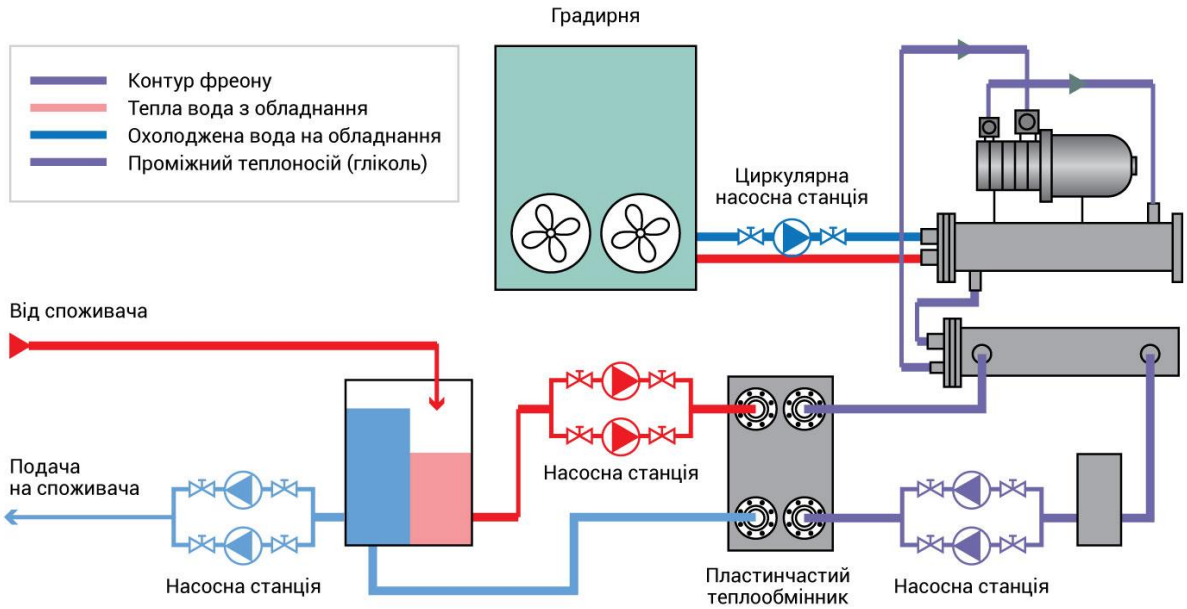 Градирня
Контур фреону
Тепла вода з обладнання
Охолоджена вода на обладнання
Проміжний теплоносій (гліколь)
Циркулярна
насосна станція
Від споживача
Насосна станція
Подача
на споживача
Насосна станція
Пластинчастий
теплообмінник
Насосна станція